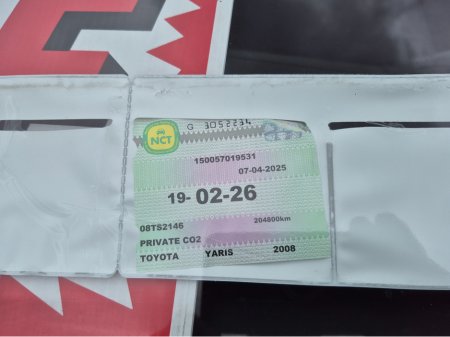 G 3052234
NCT
150057019531
07-04-2025
19-02-26
08TS2146
204800km
PRIVATE CO2
TOYOTA YARIS 2008